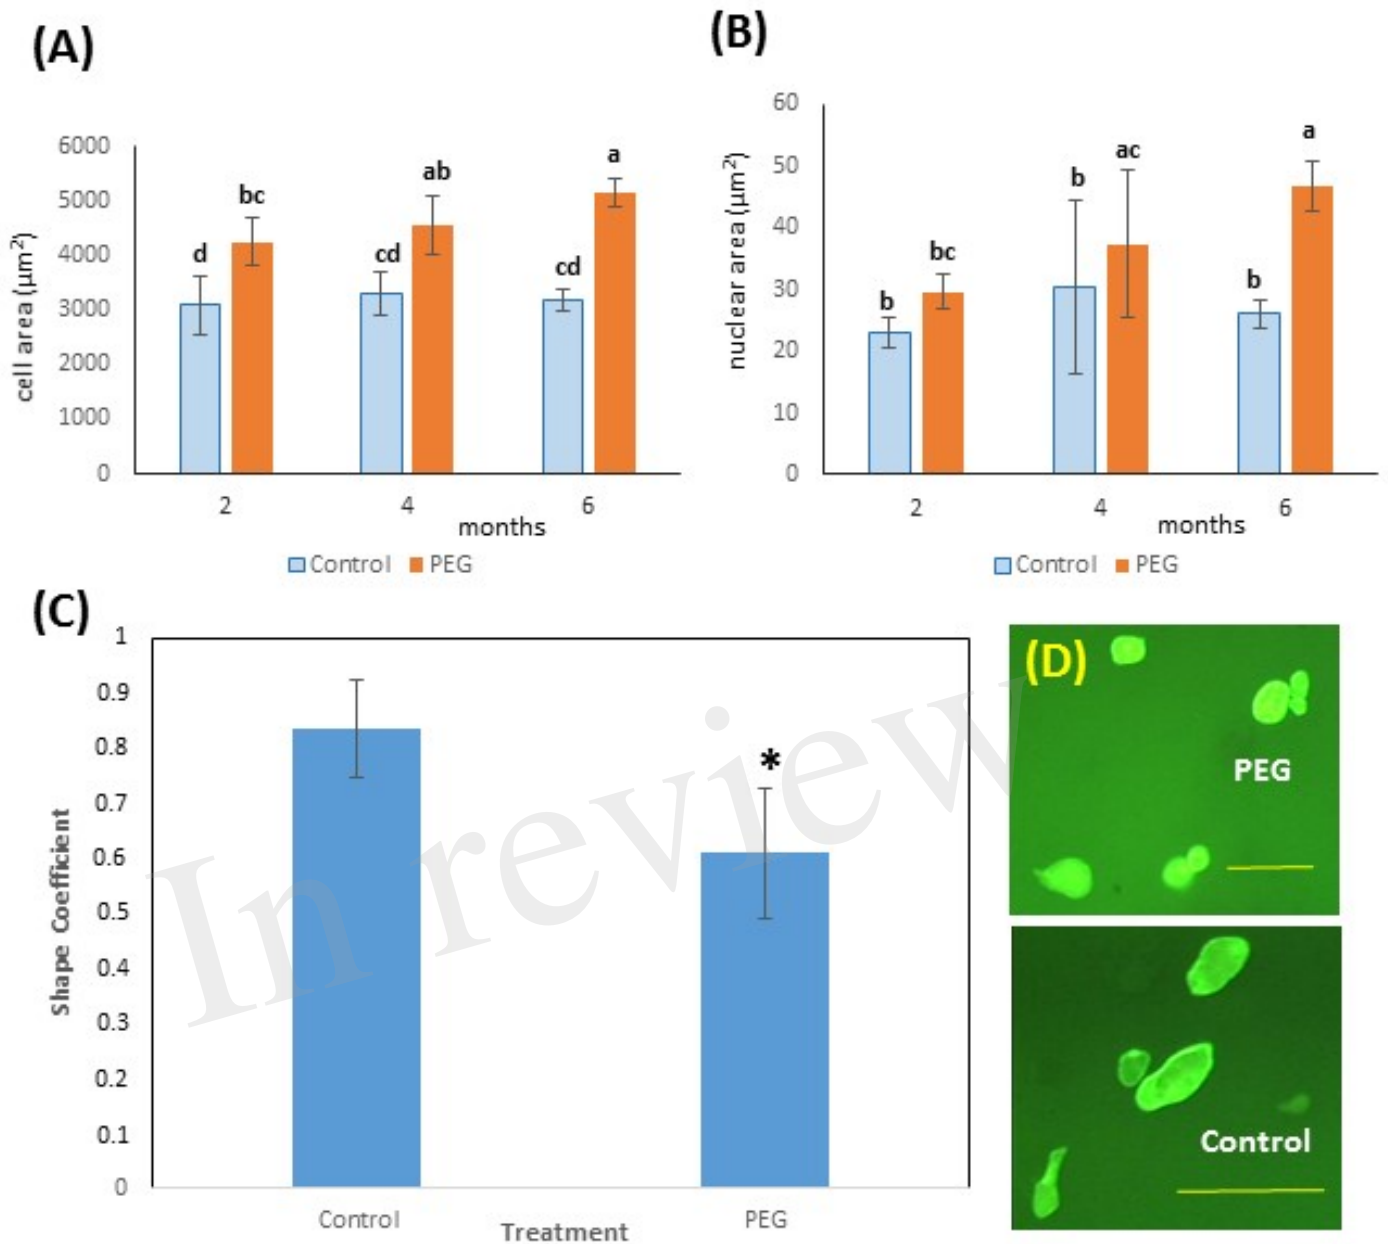 (A)
cell area (µm²)
6000
5000
4000
3000
2000
1000
0
d
bc
cd
ab
cd
a
2
4
6
months
Control
PEG
(B)
nuclear area (µm²)
60
50
40
30
20
10
0
b
bc
b
ac
b
a
2
4
6
months
Control
PEG
(C)
Shape Coefficient
1
0.9
0.8
0.7
0.6
0.5
0.4
0.3
0.2
0.1
0
*
Control
PEG
Treatment
In review
(D)
PEG
Control